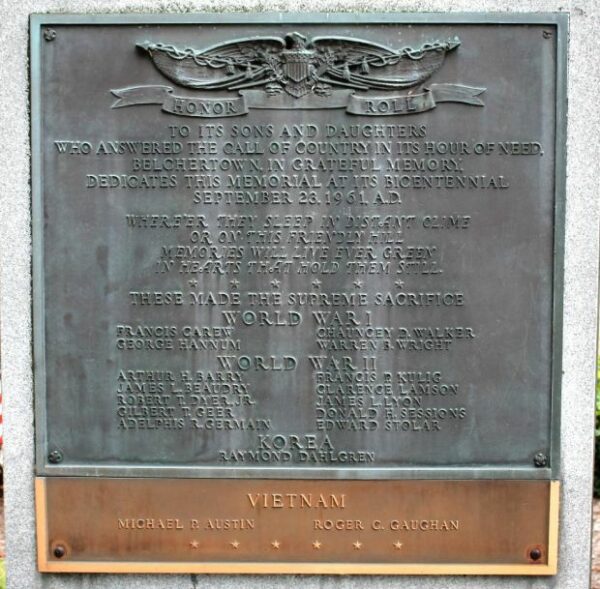 HONOR ROLL
TO ITS SONS AND DAUGHTERS
WHO ANSWERED THE CALL OF COUNTRY IN ITS HOUR OF NEED,
BELCHERTOWN, IN GRATEFUL MEMORY,
DEDICATES THIS MEMORIAL AT ITS BICENTENNIAL
SEPTEMBER 23, 1961, A.D.
WHERE'ER THEY SLEEP IN DISTANT CLIME
OR ON THIS FRIENDLY HILL
MEMORIES WILL LIVE EVER GREEN
IN HEARTS THAT HOLD THEM STILL.
THESE MADE THE SUPREME SACRIFICE
WORLD WAR I
FRANCIS CAREW CHAUNCEY D. WALKER
GEORGE HANNUM WARREN B. WRIGHT
WORLD WAR II
ARTHUR H. BARRY FRANCIS P. KULIG
JAMES L. BEAUDRY CLARENCE LAMSON
ROBERT T. DYER, JR. JAMES L. LYON
GILBERT T. GEER DONALD H. SESSIONS
ADELPHIS R. GERMAIN EDWARD STOLAR
KOREA
RAYMOND DAHLGREN
VIETNAM
MICHAEL P. AUSTIN ROGER C. GAUGHAN